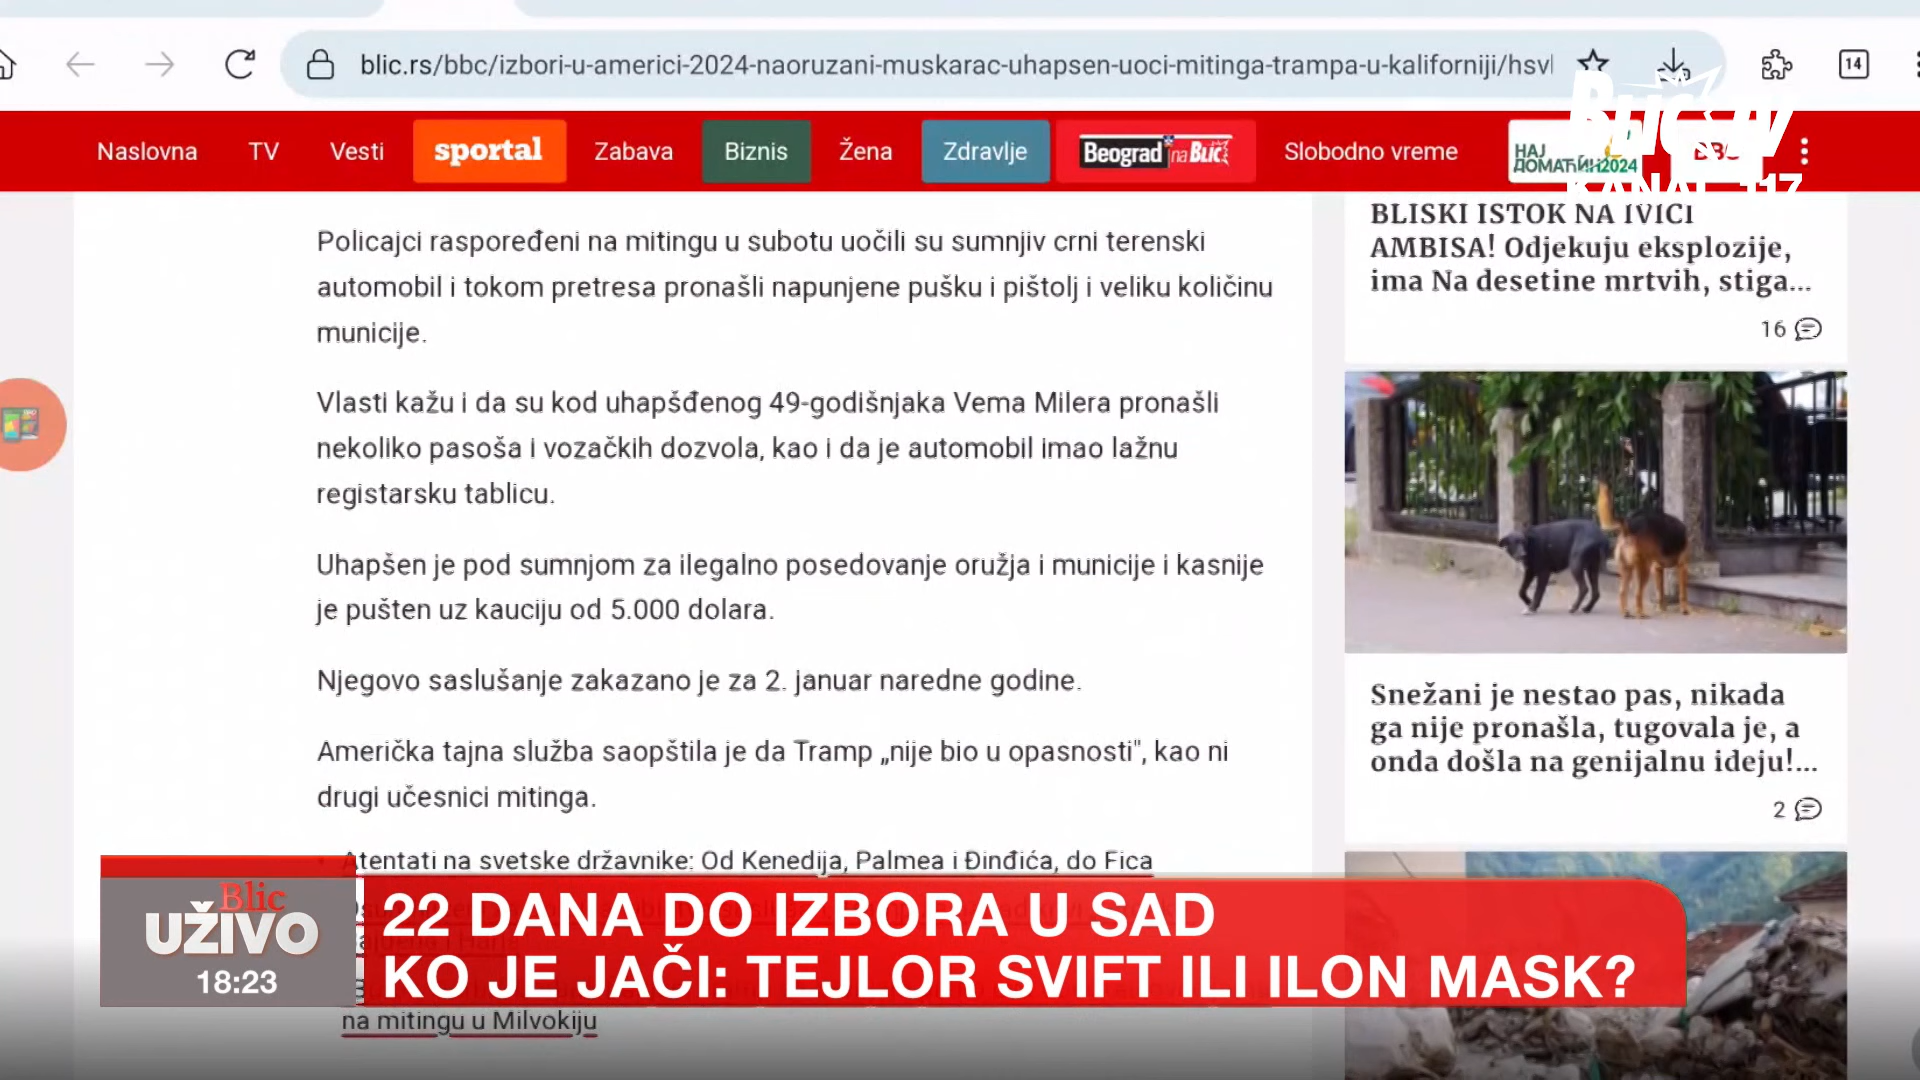 blic.rs/bbc/izbori-u-americi-2024-naoruzani-muskarac-uhapsen-uoci-mitinga-trampa-u-kaliforniji/hsvl
14
Naslovna TV Vesti sportal Zabava Biznis Žena Zdravlje Beograd na Blic Slobodno vreme НАЈ ДОМАЋИН2024
Blic TV
KANAL 117
Policajci raspoređeni na mitingu u subotu uočili su sumnjiv crni terenski
automobil i tokom pretresa pronašli napunjene pušku i pištolj i veliku količinu
municije.
Vlasti kažu i da su kod uhapšđenog 49-godišnjaka Vema Milera pronašli
nekoliko pasoša i vozačkih dozvola, kao i da je automobil imao lažnu
registarsku tablicu.
Uhapšen je pod sumnjom za ilegalno posedovanje oružja i municije i kasnije
je pušten uz kauciju od 5.000 dolara.
Njegovo saslušanje zakazano je za 2. januar naredne godine.
Američka tajna služba saopštila je da Tramp „nije bio u opasnosti", kao ni
drugi učesnici mitinga.
Atentati na svetske državnike: Od Kenedija, Palmea i Đinđića, do Fica
na mitingu u Milvokiju
BLISKI ISTOK NA IVICI
AMBISA! Odjekuju eksplozije,
ima Na desetine mrtvih, stiga...
16
Snežani je nestao pas, nikada
ga nije pronašla, tugovala je, a
onda došla na genijalnu ideju!...
2
Blic
UŽIVO
18:23
22 DANA DO IZBORA U SAD
KO JE JAČI: TEJLOR SVIFT ILI ILON MASK?